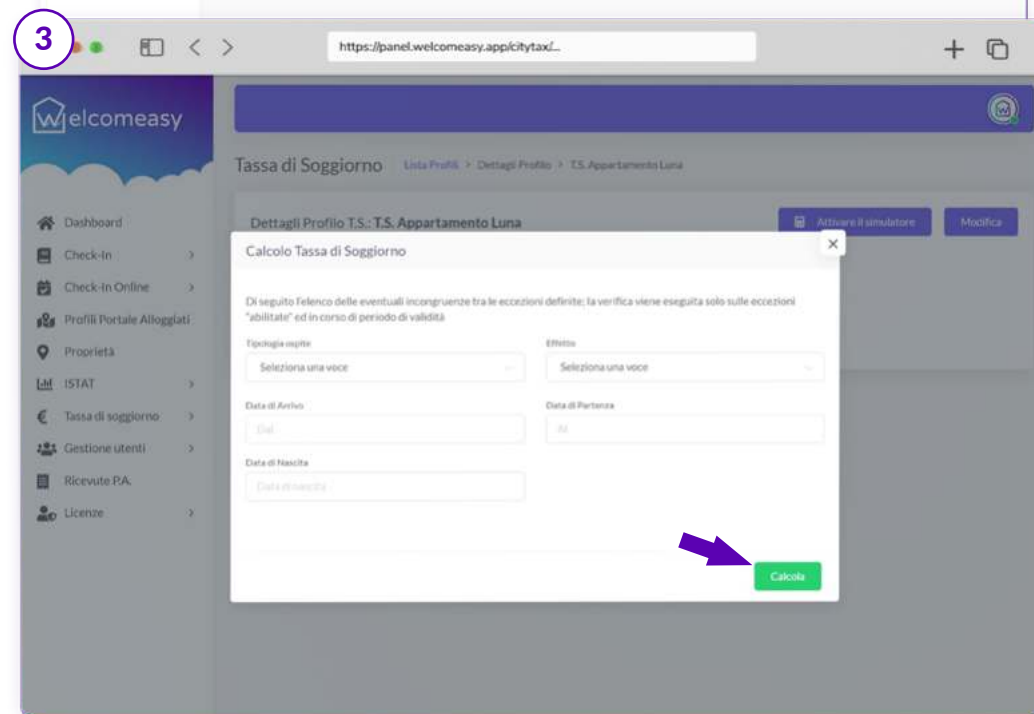 3
https://panel.welcomeasy.app/citytax/...
Welcomeasy
Tassa di Soggiorno Lista Profili > Dettagli Profilo > T.S. Appartamento Luna
Dashboard
Check-In
Check-In Online
Profili Portale Alloggiati
Proprietà
ISTAT
Tassa di soggiorno
Gestione utenti
Ricevute P.A.
Licenze
Dettagli Profilo T.S.: T.S. Appartamento Luna
Attivare il simulatore
Modifica
Calcolo Tassa di Soggiorno
Di seguito l'elenco delle eventuali incongruenze tra le eccezioni definite; la verifica viene eseguita solo sulle eccezioni
"abilitate" ed in corso di periodo di validità
Tipologia ospite
Effetto
Seleziona una voce
Seleziona una voce
Data di Arrivo
Data di Partenza
Dal
Al
Data di Nascita
Data di nascita
Calcola